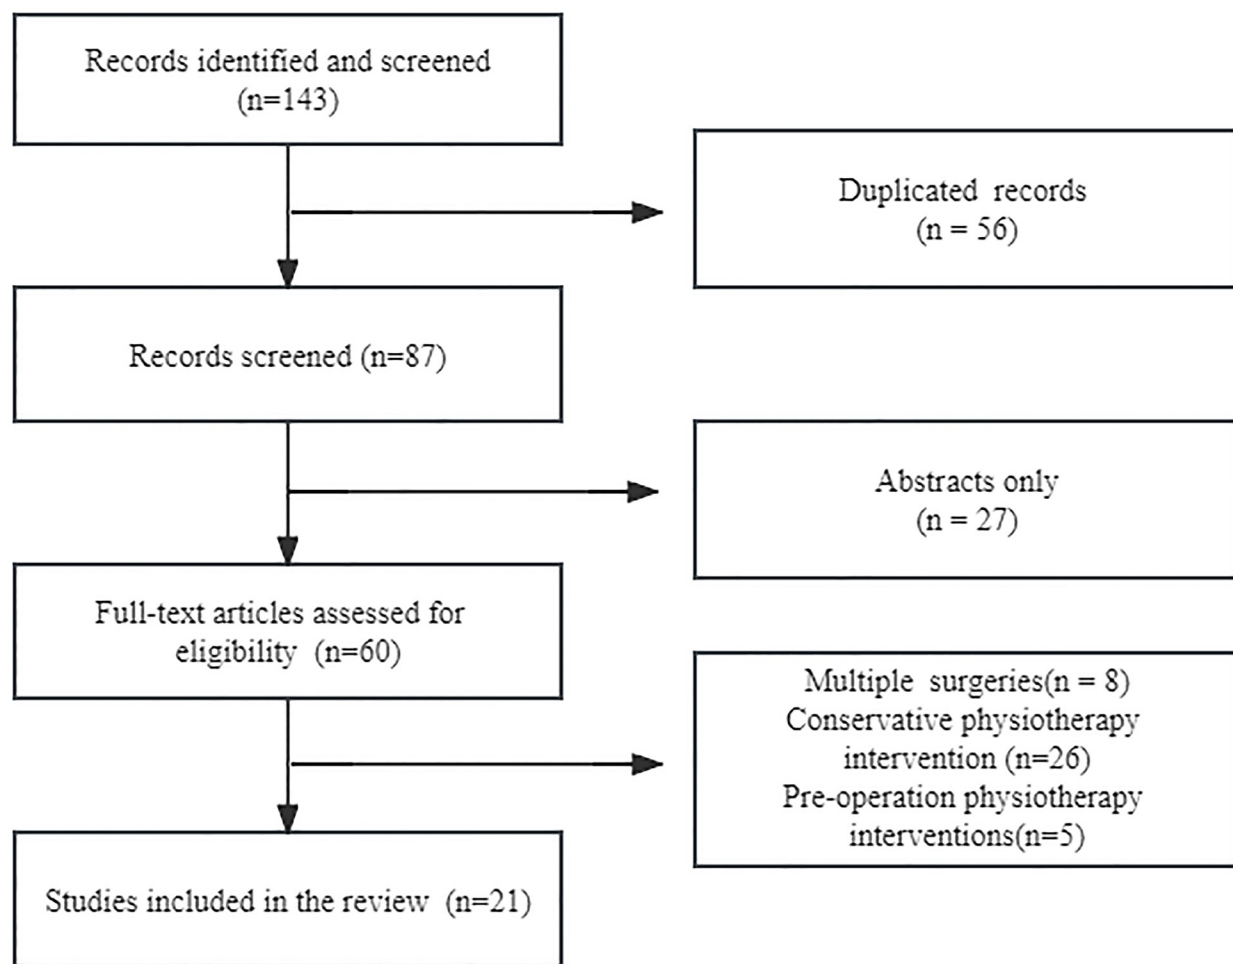 Records identified and screened
(n=143)
Duplicated records
(n = 56)
Records screened (n=87)
Abstracts only
(n = 27)
Full-text articles assessed for
eligibility (n=60)
Multiple surgeries(n = 8)
Conservative physiotherapy
intervention (n=26)
Pre-operation physiotherapy
interventions(n=5)
Studies included in the review (n=21)